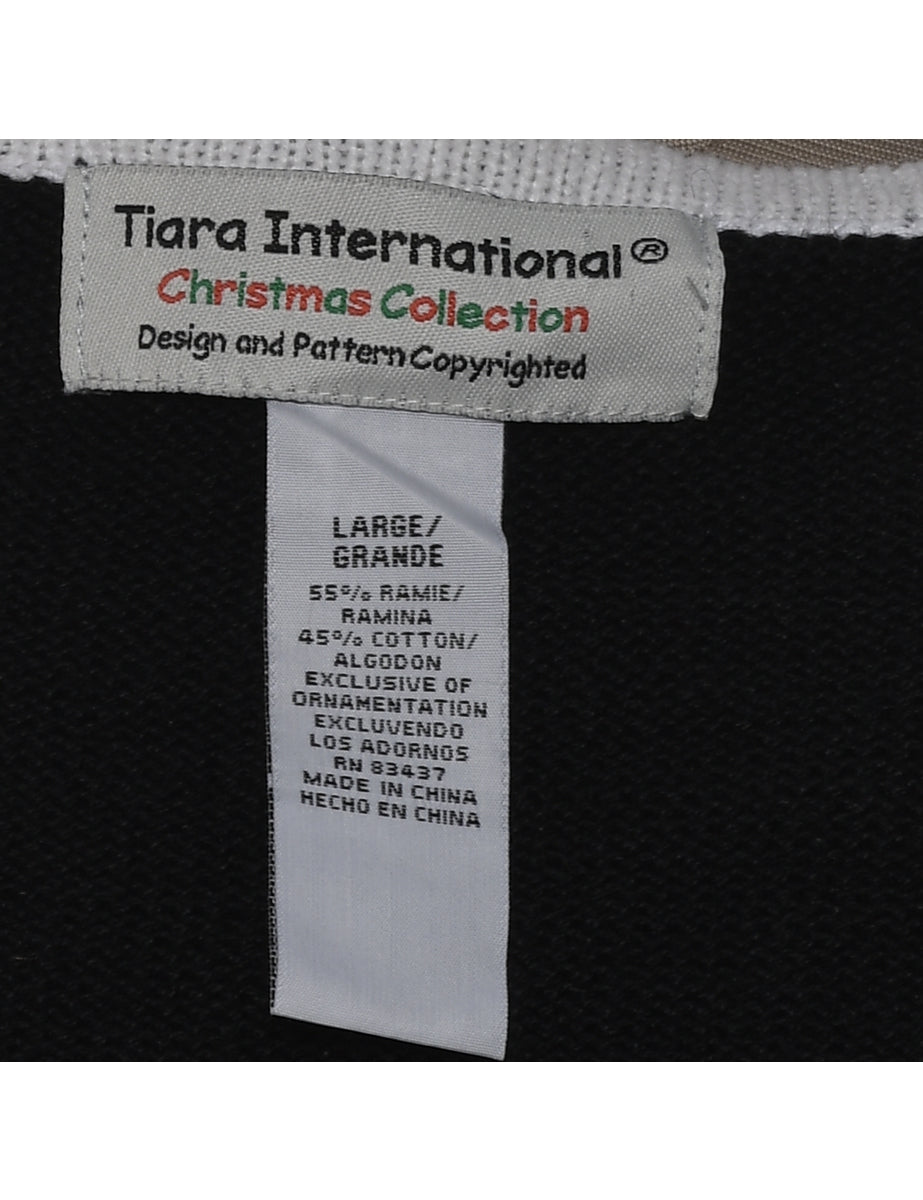 Tiara International®
Christmas Collection
Design and Pattern Copyrighted
LARGE/
GRANDE
55% RAMIE/
RAMINA
45% COTTON/
ALGODON
EXCLUSIVE OF
ORNAMENTATION
EXCLUVENDO
LOS ADORNOS
RN 83437
MADE IN CHINA
HECHO EN CHINA